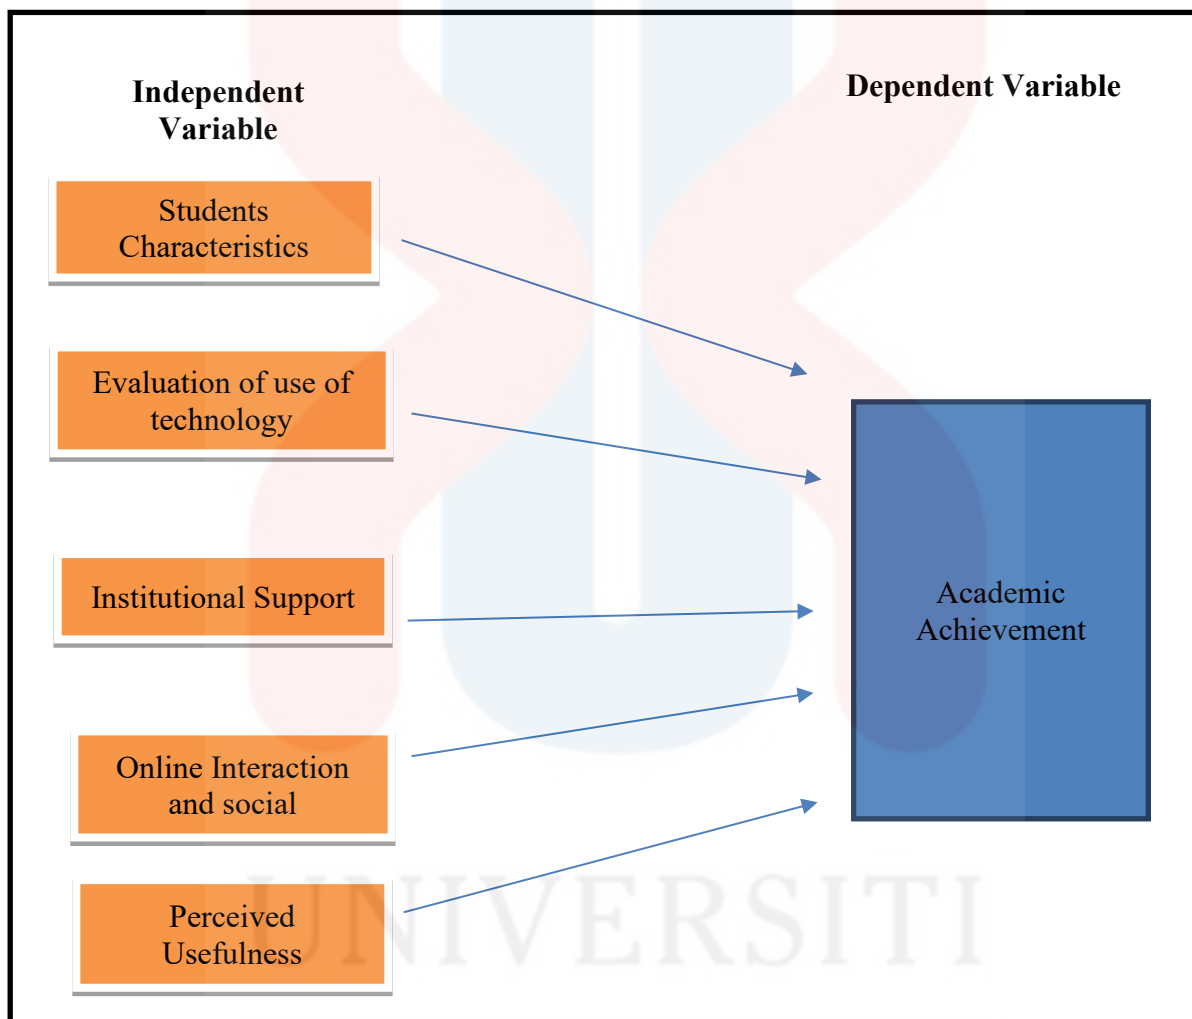 Independent
Variable
Dependent Variable
Students
Characteristics
Evaluation of use of
technology
Institutional Support
Online Interaction
and social
Perceived
Usefulness
Academic
Achievement
UNIVERSITI